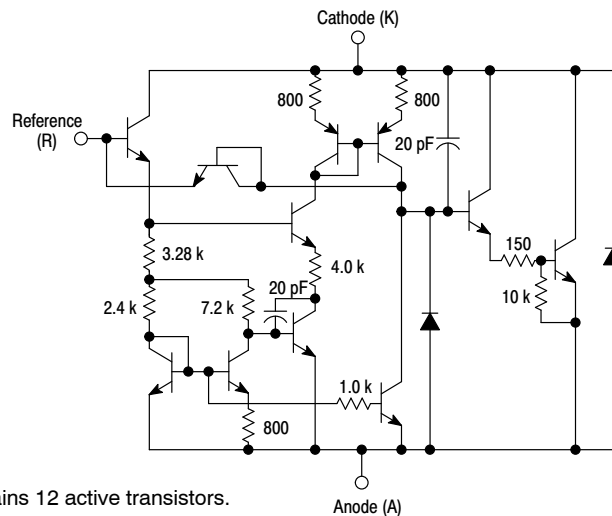 Cathode (K)
800
800
Reference
(R)
20 pF
3.28 k
4.0 k
150
2.4 k
7.2 k
20 pF
10 k
1.0 k
800
ains 12 active transistors.
Anode (A)